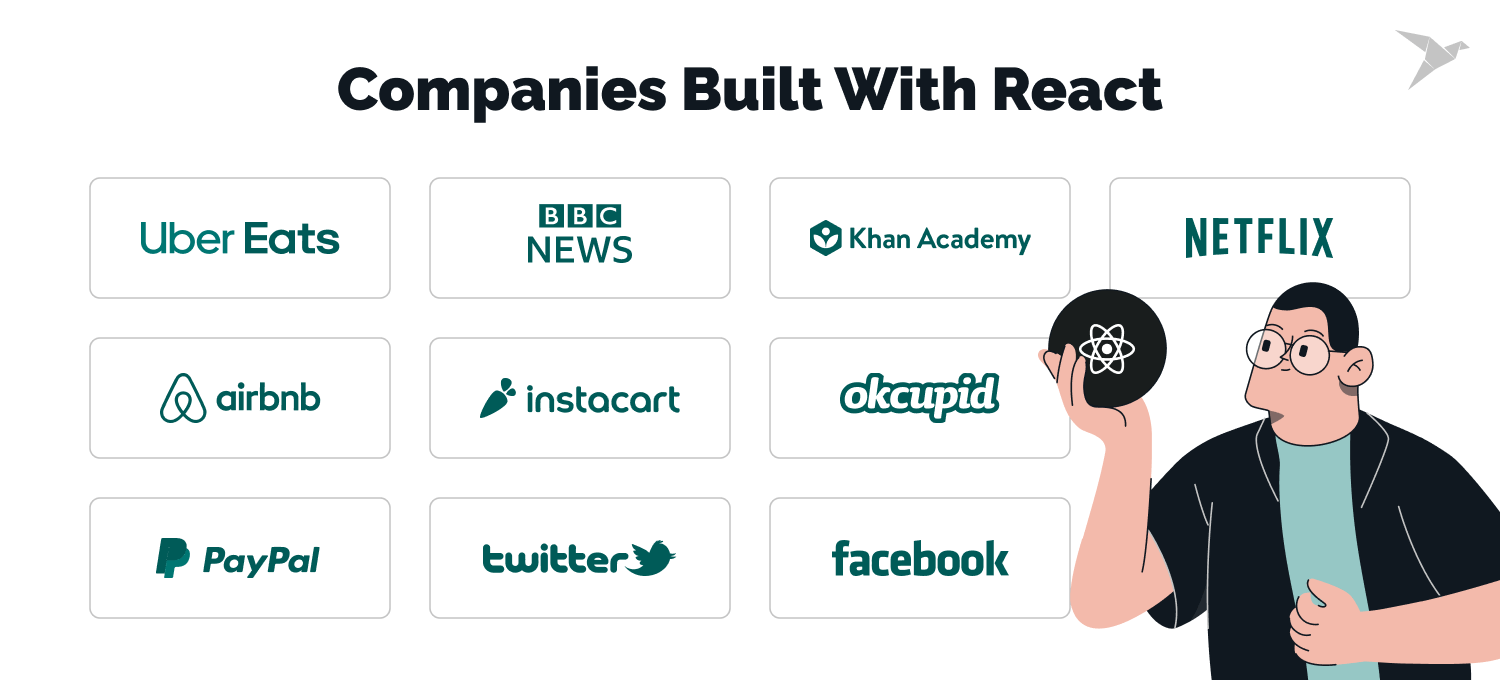 Companies Built With React
Uber Eats
BBC
NEWS
Khan Academy
NETFLIX
airbnb
instacart
okcupid
PayPal
twitter
facebook